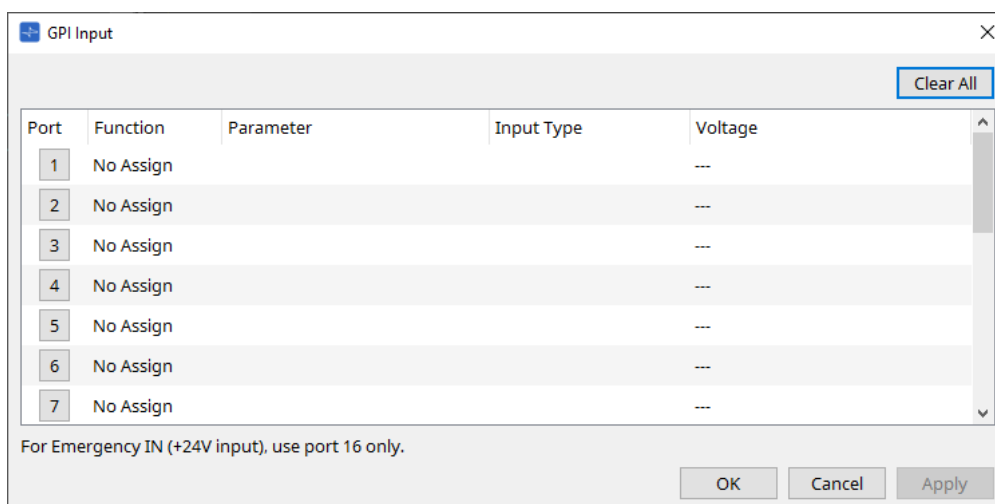 GPI Input
Clear All
Port Function Parameter Input Type Voltage
1 No Assign ---
2 No Assign ---
3 No Assign ---
4 No Assign ---
5 No Assign ---
6 No Assign ---
7 No Assign ---
For Emergency IN (+24V input), use port 16 only.
OK Cancel Apply